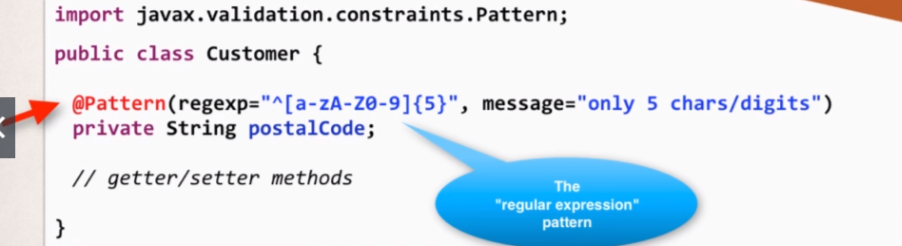 import javax.validation.constraints.Pattern;
public class Customer {
@Pattern(regexp="^[a-zA-Z0-9]{5}", message="only 5 chars/digits")
private String postalCode;
// getter/setter methods
The
"regular expression"
pattern
}